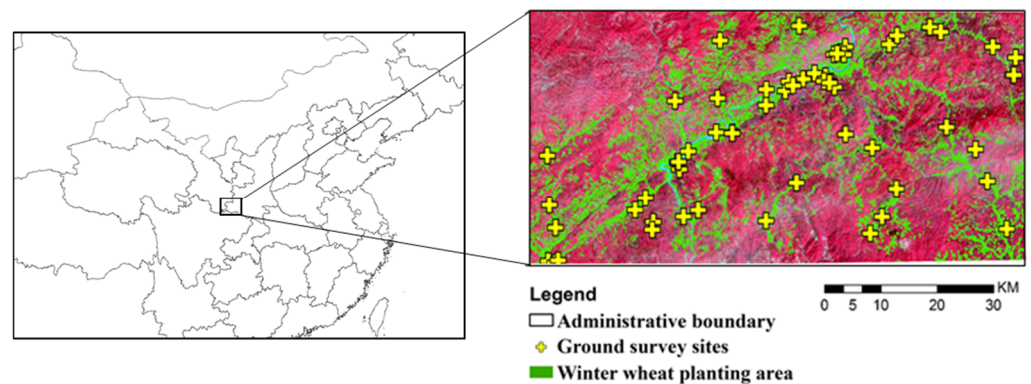 Legend
Administrative boundary
Ground survey sites
Winter wheat planting area
KM
0 5 10 20 30